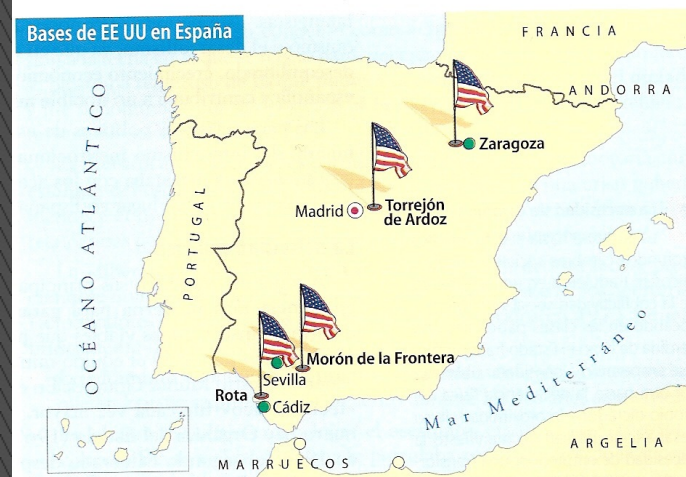 Bases de EE UU en España
FRANCIA
ANDORRA
OCÉANO ATLÁNTICO
Zaragoza
PORTUGAL
Madrid
Torrejón
de Ardoz
Morón de la Frontera
Sevilla
Rota
Cádiz
Mar Mediterráneo
MARRUECOS
ARGELIA